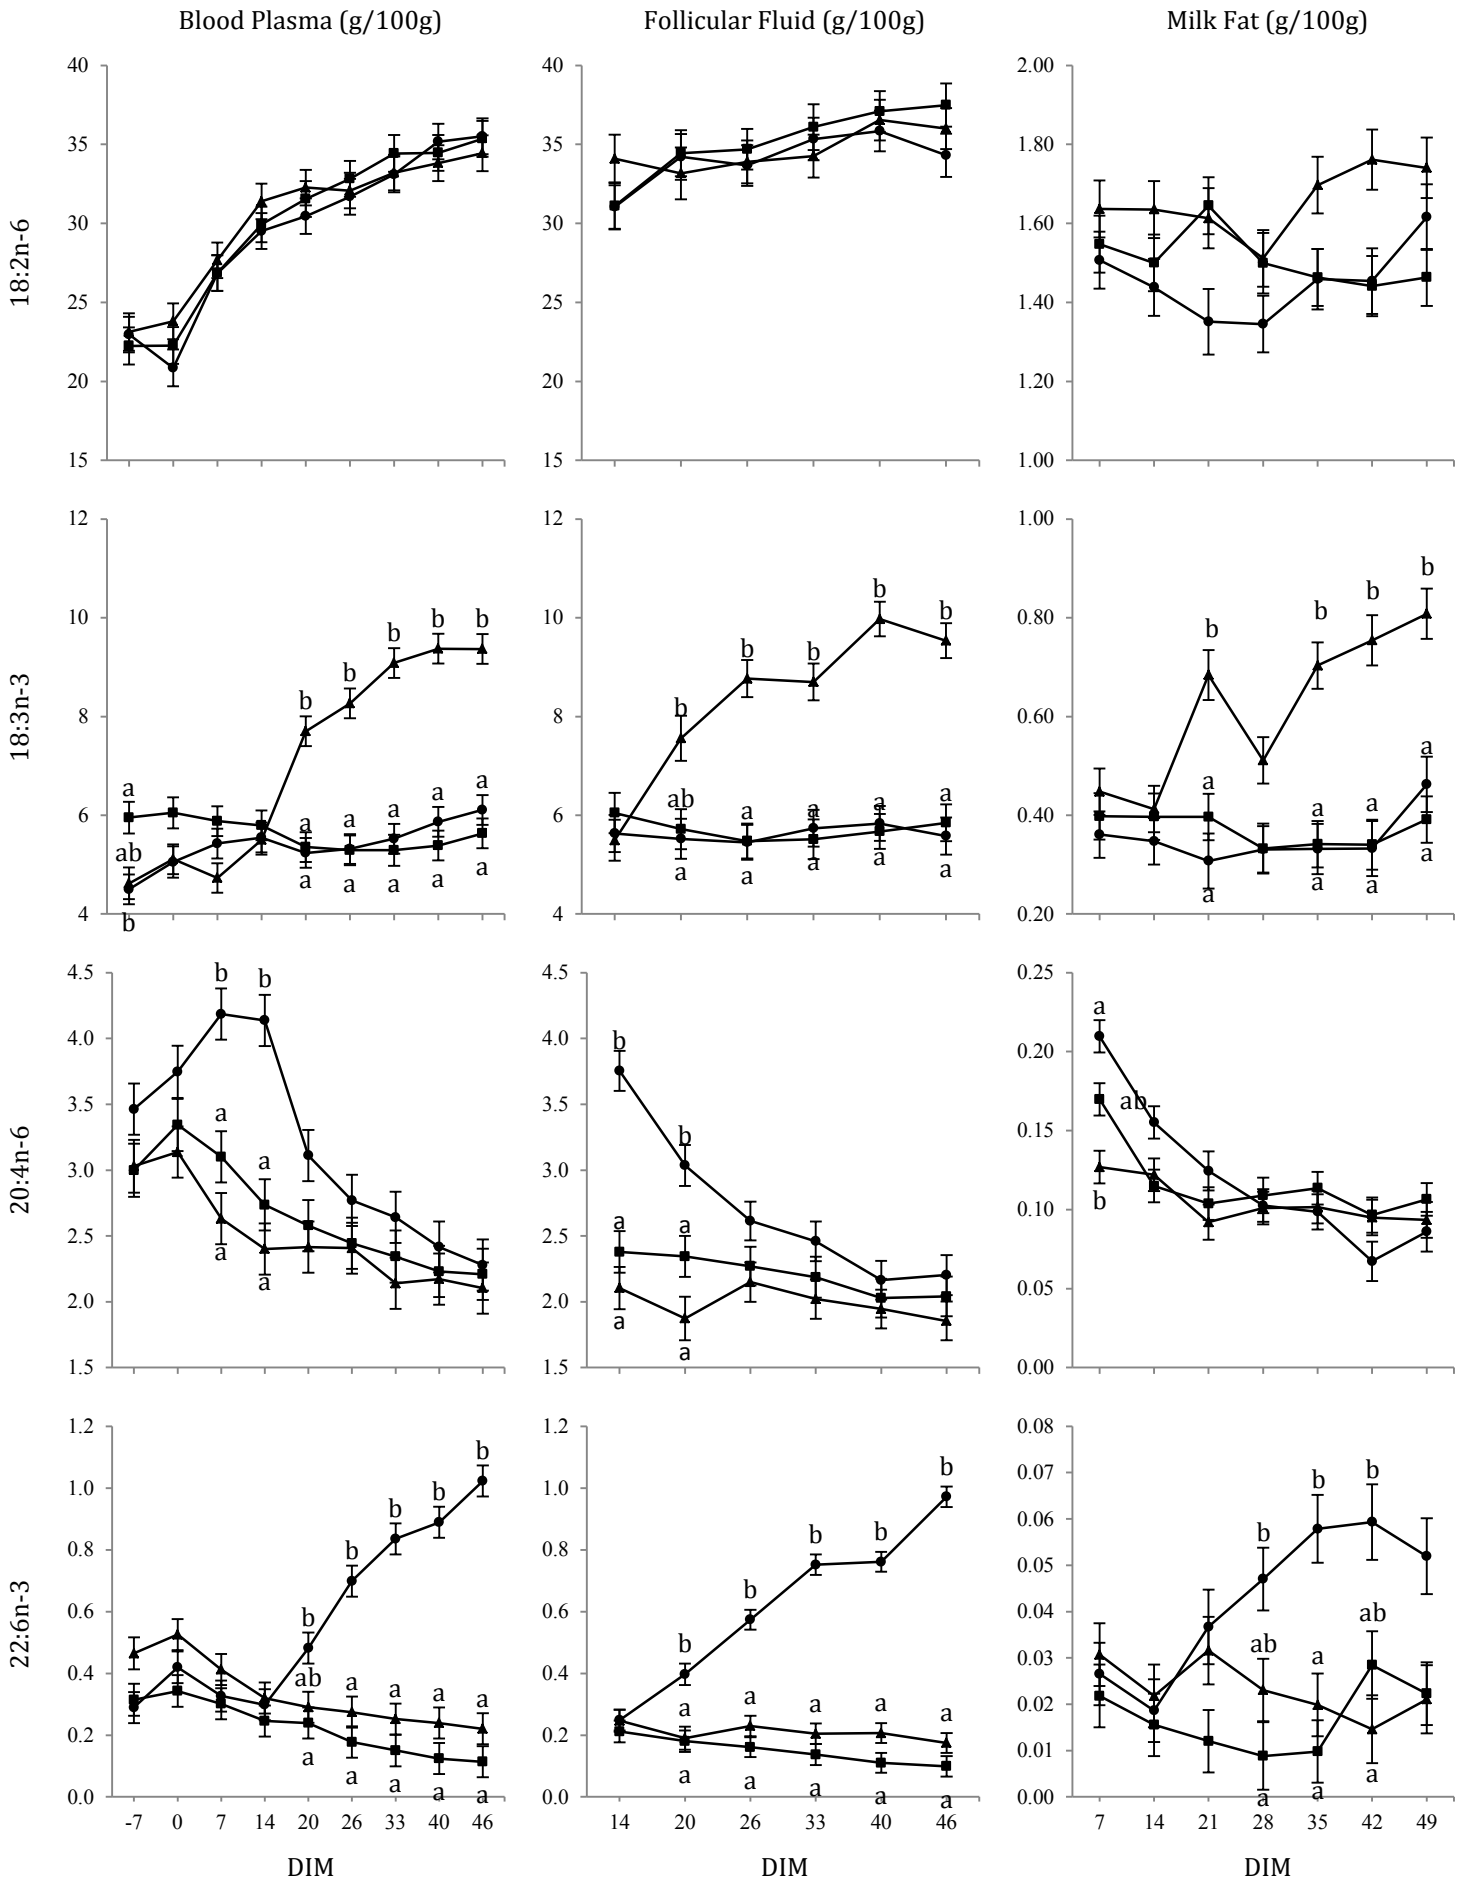 Blood Plasma (g/100g) Follicular Fluid (g/100g) Milk Fat (g/100g)
18:2n-6
40 40 2.00
35 35 1.80
30 30 1.60
25 25 1.40
20 20 1.20
15 15 1.00
18:3n-3
12 12 1.00
b b
b b b b b b
10 10 0.80
b b b b
b b
8 8 0.60
a a a
a a a a ab a a a a a a
6 6 0.40
ab a a a a a a a a a a a a
4 4 0.20
b a
20:4n-6
4.5 b b 4.5 0.25
b a
4.0 4.0 0.20
a b ab
3.5 3.5 0.15
a
3.0 3.0 0.10
a a b
2.5 2.5 0.05
a a
2.0 2.0 0.00
a a
1.5 1.5
22:6n-3
1.2 1.2 0.08
b b
1.0 b b 1.0 0.07
b b b b b
0.8 0.8 0.06
b b
0.6 0.6 0.05
b b ab
0.4 0.4 0.04
ab a a a a a a a a a ab a
0.2 0.2 0.03
a a a a a a a a a a a
0.0 0.0 0.02
0.01
a a
0.00
-7 0 7 14 20 26 33 40 46 14 20 26 33 40 46 7 14 21 28 35 42 49
DIM DIM DIM